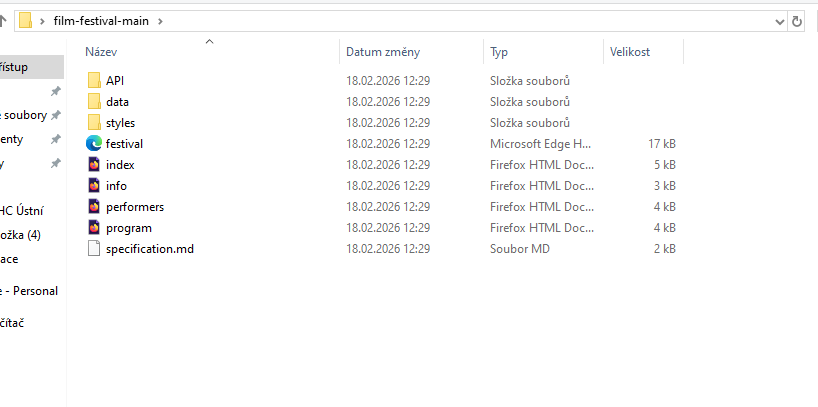 film-festival-main
Název Datum změny Typ Velikost
řístup
API 18.02.2026 12:29 Složka souborů
data 18.02.2026 12:29 Složka souborů
soubory
styles 18.02.2026 12:29 Složka souborů
enty
festival 18.02.2026 12:29 Microsoft Edge H... 17 kB
y
index 18.02.2026 12:29 Firefox HTML Doc... 5 kB
info 18.02.2026 12:29 Firefox HTML Doc... 3 kB
HC Ústní
performers 18.02.2026 12:29 Firefox HTML Doc... 4 kB
ložka (4)
program 18.02.2026 12:29 Firefox HTML Doc... 4 kB
ace
specification.md 18.02.2026 12:29 Soubor MD 2 kB
e - Personal
čítač